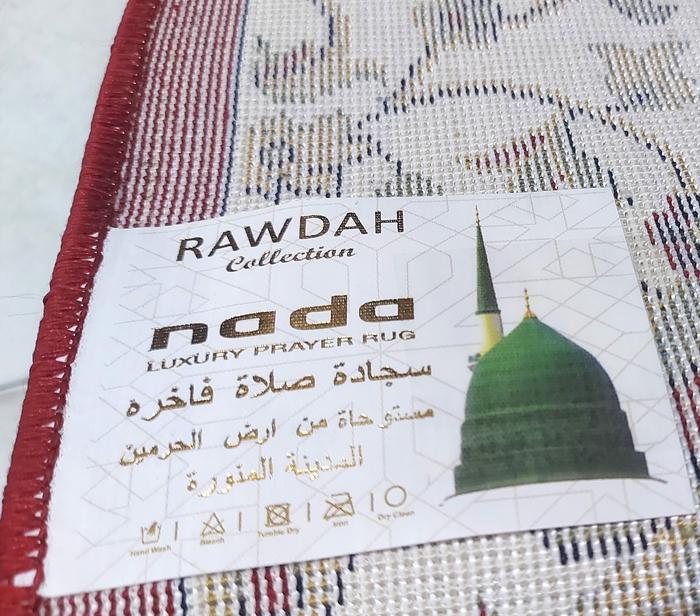 RAWDAH
Collection
nada
LUXURY PRAYER RUG
سجادة صلاة فاخرة
مستوحاة من ارض الحرمين
المدينة المنورة
Hand Wash
Bleach
Tumble Dry
Iron
Dry Clean